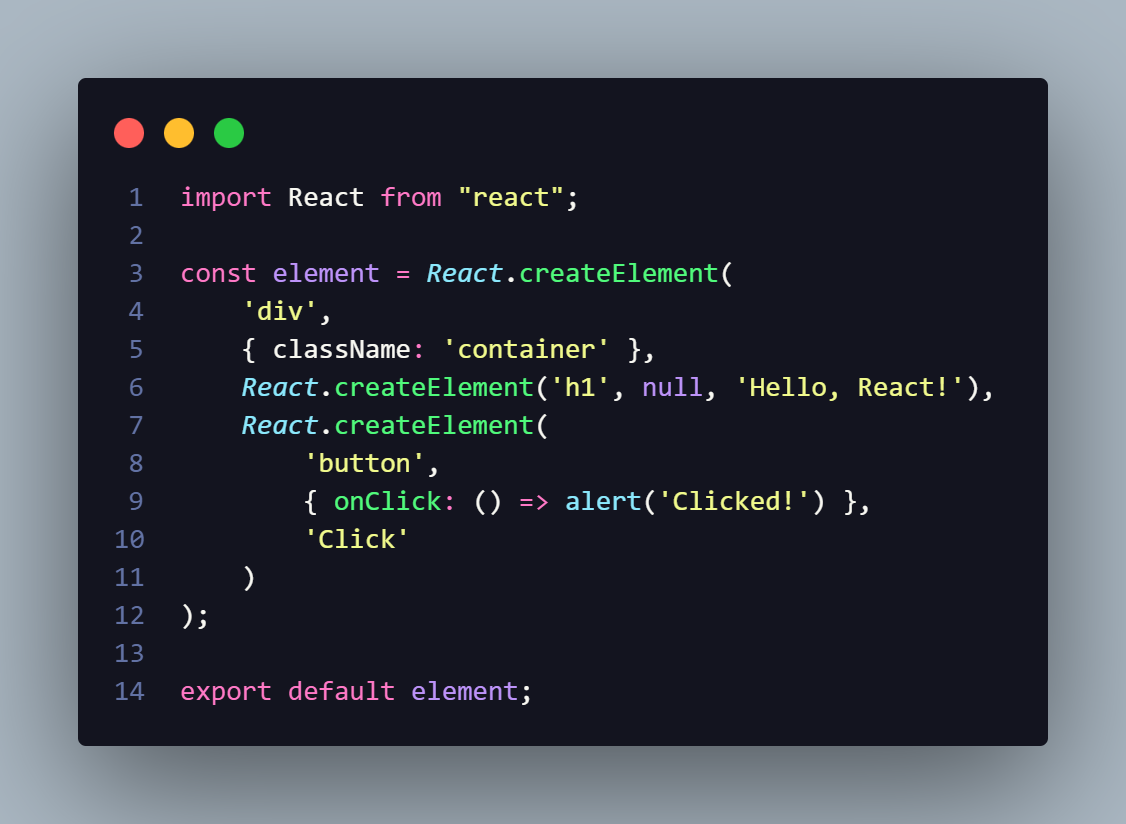 1 import React from "react";
2
3 const element = React.createElement(
4     'div',
5     { className: 'container' },
6     React.createElement('h1', null, 'Hello, React!'),
7     React.createElement(
8         'button',
9         { onClick: () => alert('Clicked!') },
10         'Click'
11     )
12 );
13
14 export default element;